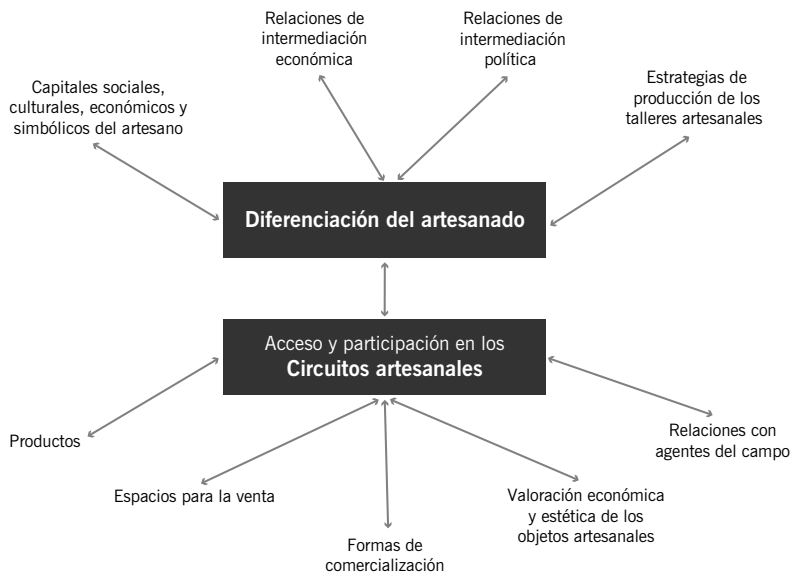 Relaciones de
intermediación
económica
Relaciones de
intermediación
política
Capitales sociales,
culturales, económicos y
simbólicos del artesano
Estrategias de
producción de los
talleres artesanales
Diferenciación del artesanado
Acceso y participación en los
Circuitos artesanales
Productos
Relaciones con
agentes del campo
Espacios para la venta
Valoración económica
y estética de los
objetos artesanales
Formas de
comercialización